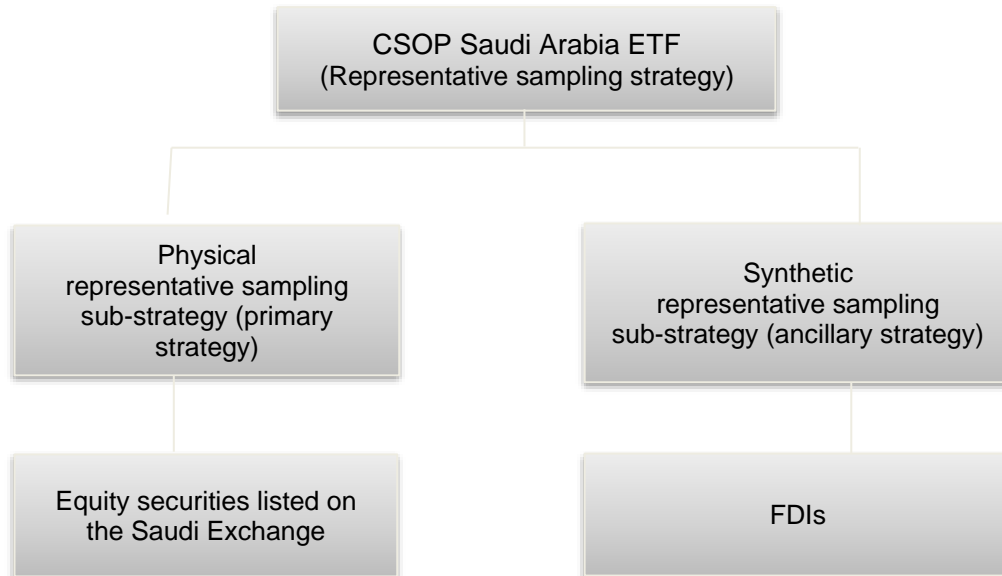 CSOP Saudi Arabia ETF
(Representative sampling strategy)
Physical
representative sampling
sub-strategy (primary
strategy)
Synthetic
representative sampling
sub-strategy (ancillary strategy)
Equity securities listed on
the Saudi Exchange
FDIs